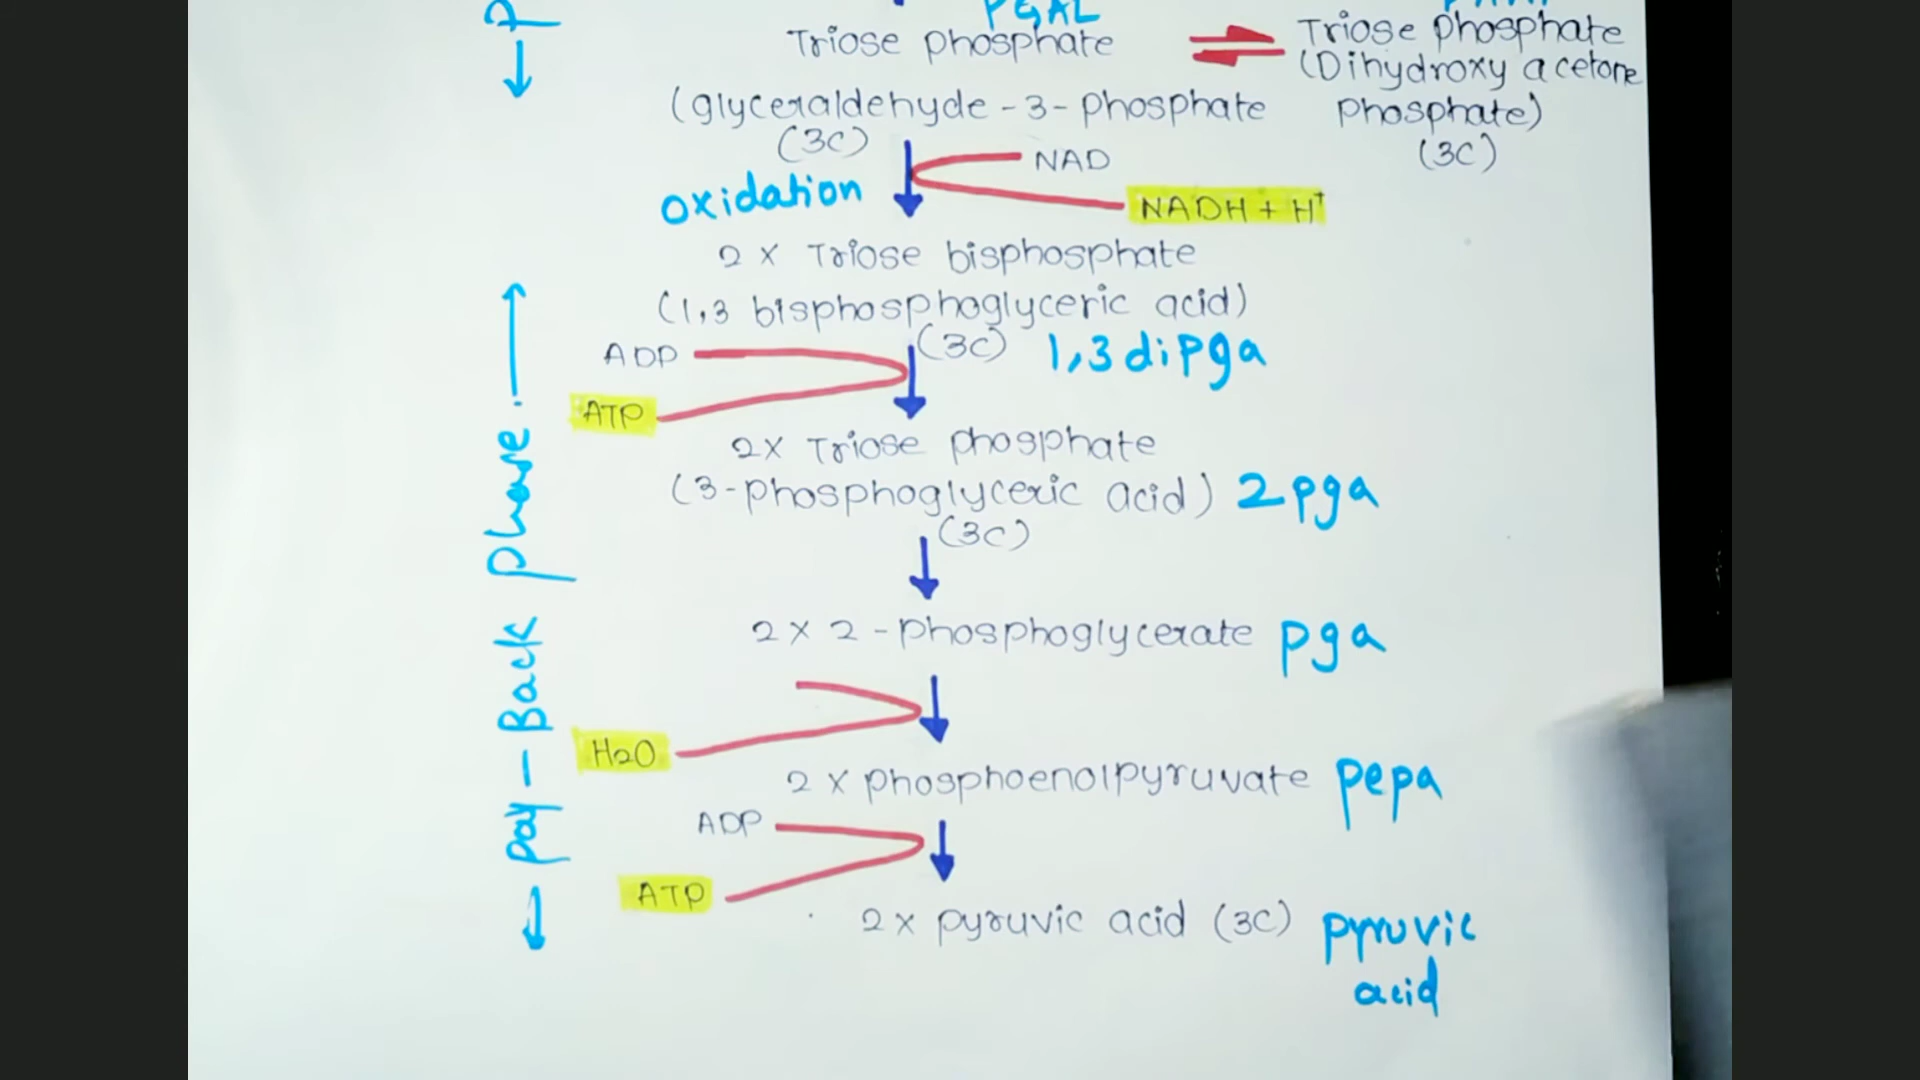 PGAL
Triose phosphate
Triose phosphate
(Dihydroxy acetone
phosphate)
(3C)
(glyceraldehyde-3-phosphate
(3C)
NAD
oxidation
NADH + H+
2 x Triose bisphosphate
(1,3 bisphosphoglyceric acid)
(3C) 1,3 dipga
ADP
ATP
2x Triose phosphate
(3-phosphoglyceric acid) 2pga
(3C)
2 x 2-phosphoglycerate pga
H2O
2 x phosphoenolpyruvate pepa
ADP
ATP
2 x pyruvic acid (3C) pyruvic
acid
pay-Back phase